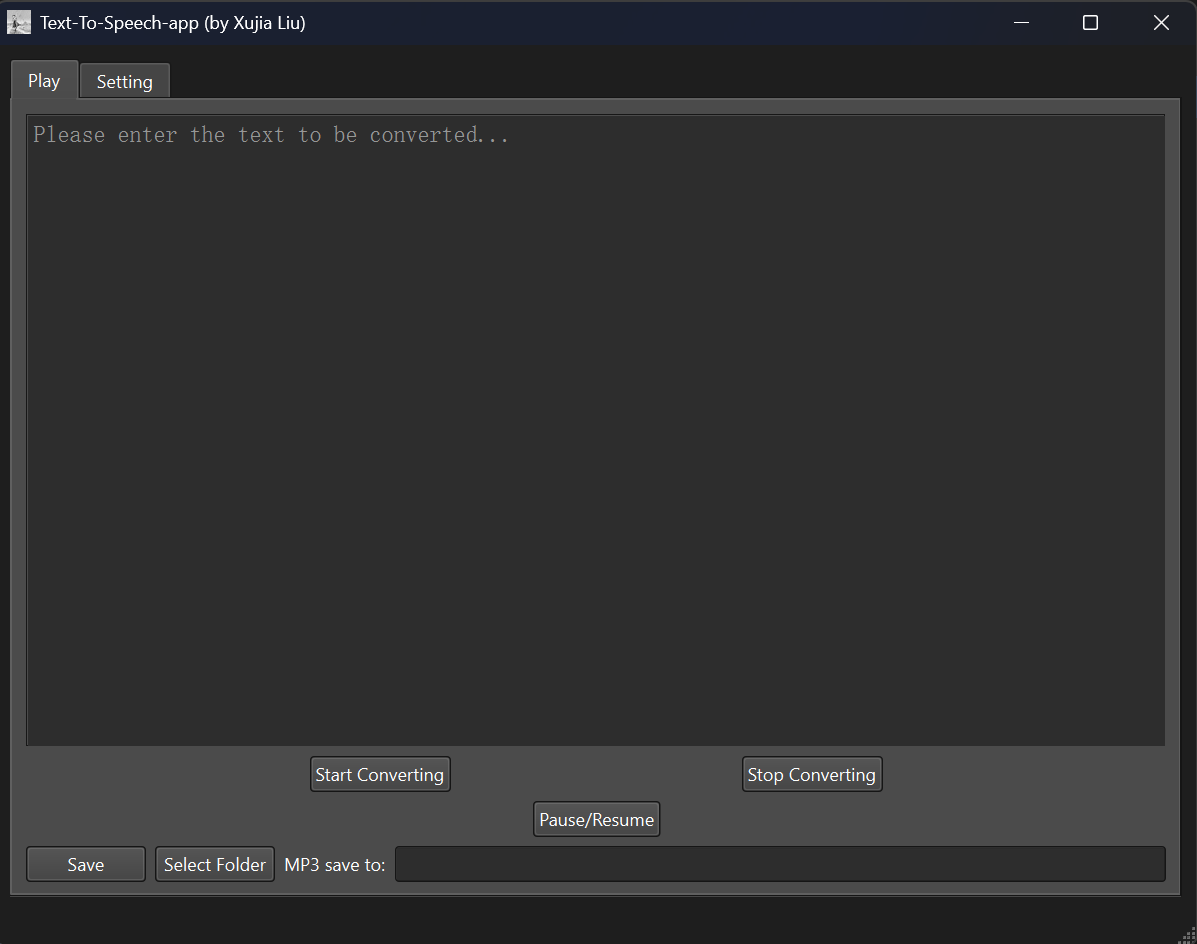 Text-To-Speech-app (by Xujia Liu)
Play Setting
Please enter the text to be converted...
Start Converting Stop Converting
Pause/Resume
Save Select Folder MP3 save to: